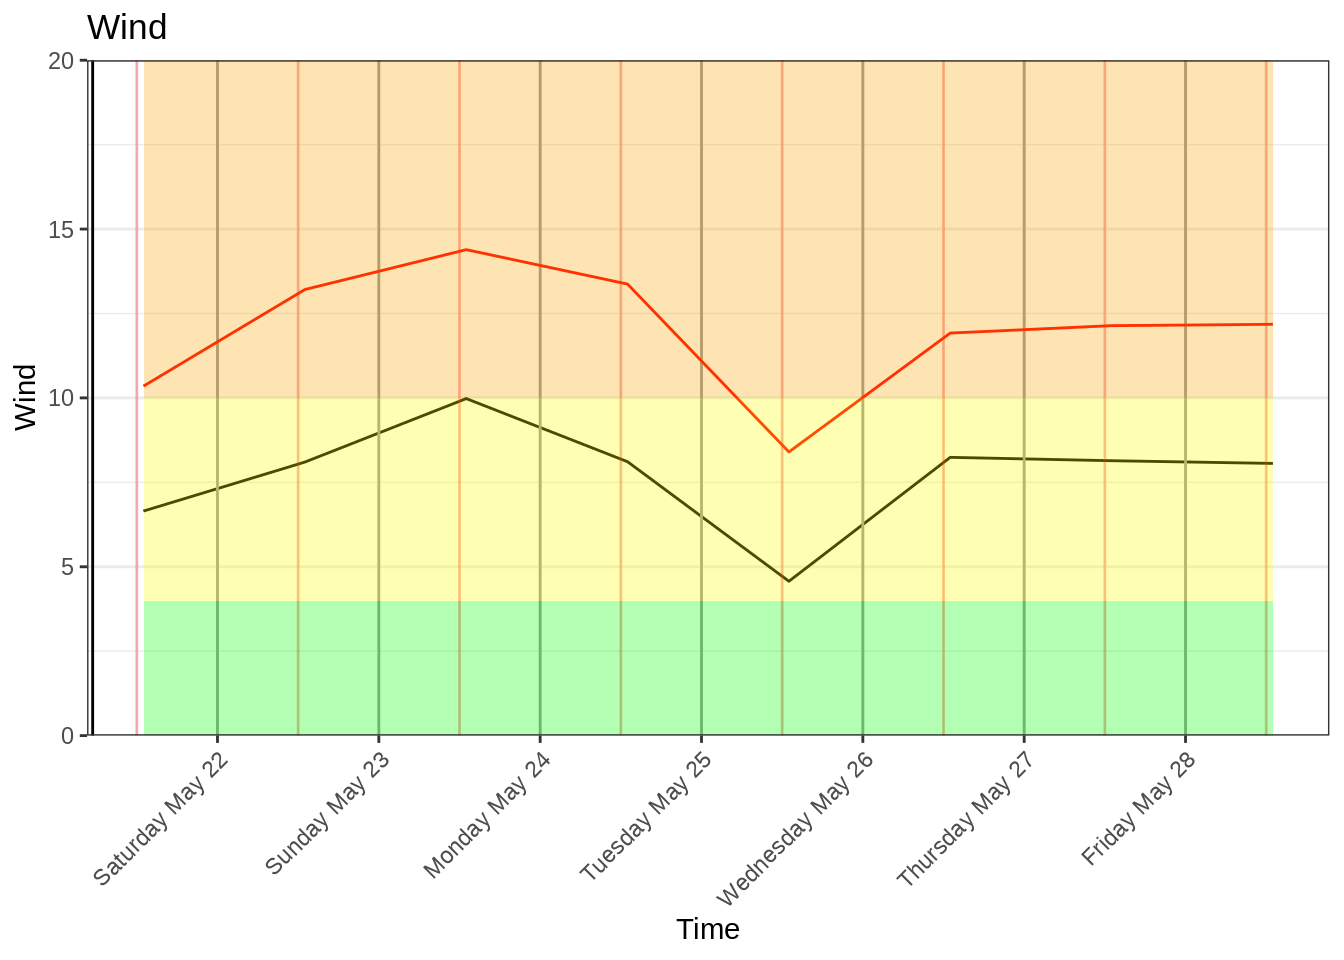 Wind
20
15
10
5
0
Wind
Saturday May 22
Sunday May 23
Monday May 24
Tuesday May 25
Wednesday May 26
Thursday May 27
Friday May 28
Time